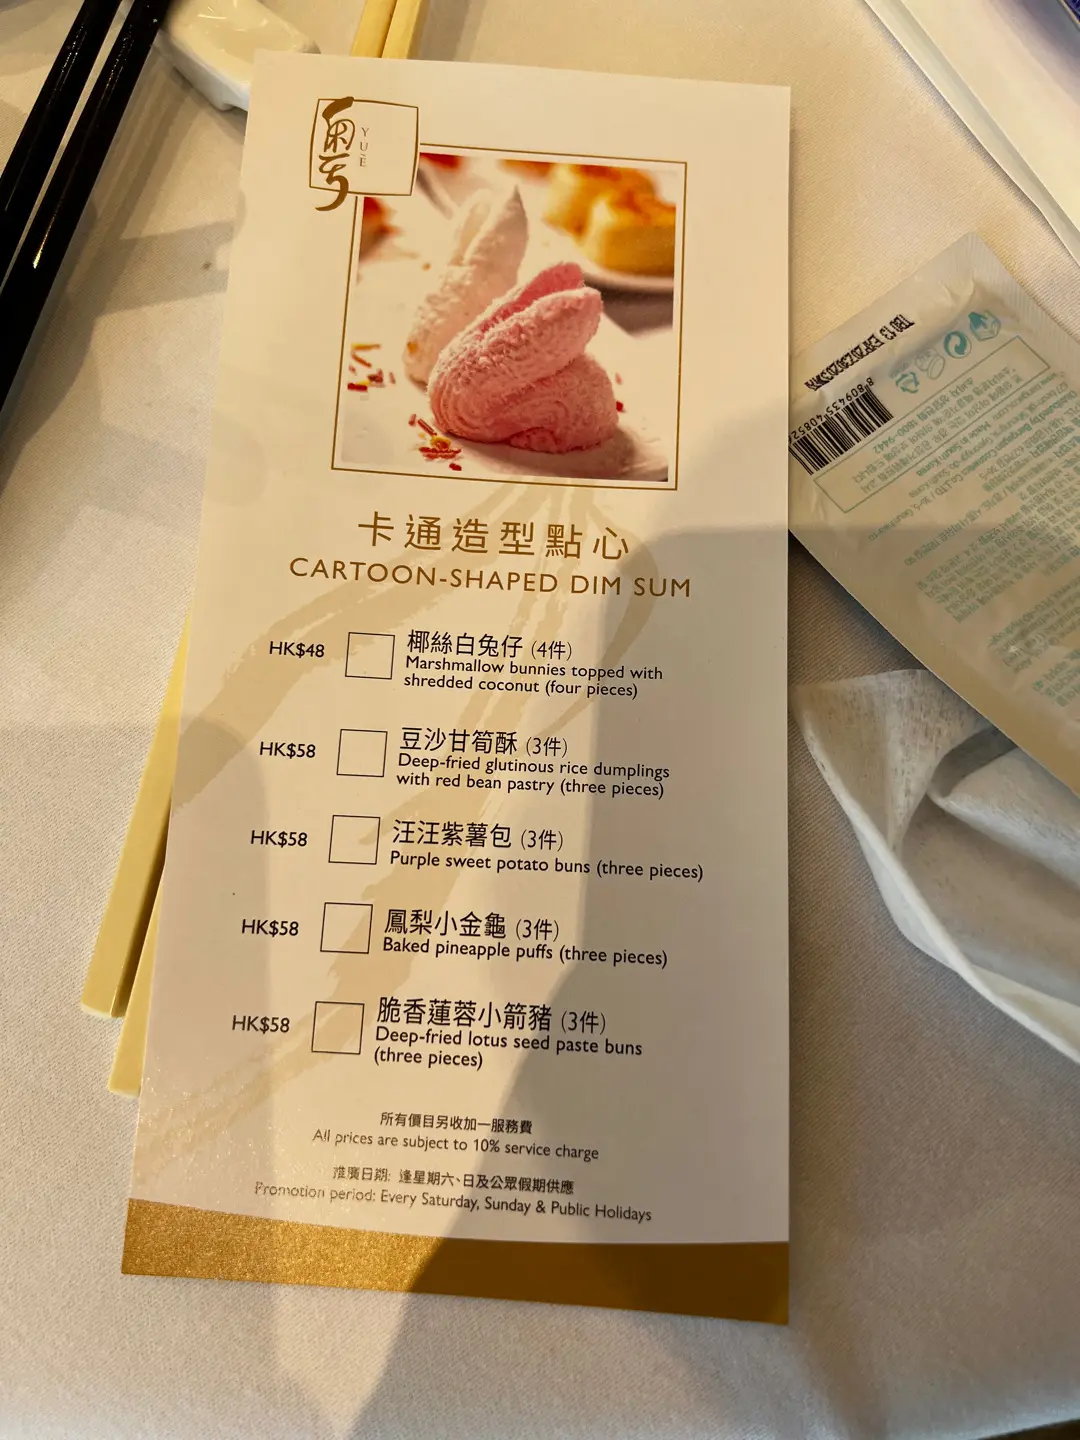 粤
YUÈ
卡通造型點心
CARTOON-SHAPED DIM SUM
HK$48
椰絲白兔仔 (4件)
Marshmallow bunnies topped with
shredded coconut (four pieces)
HK$58
豆沙甘筍酥 (3件)
Deep-fried glutinous rice dumplings
with red bean pastry (three pieces)
HK$58
汪汪紫薯包 (3件)
Purple sweet potato buns (three pieces)
HK$58
鳳梨小金龜 (3件)
Baked pineapple puffs (three pieces)
HK$58
脆香蓮蓉小箭豬 (3件)
Deep-fried lotus seed paste buns
(three pieces)
所有價目另收加一服務費
All prices are subject to 10% service charge
推廣日期: 逢星期六、日及公眾假期供應
Promotion period: Every Saturday, Sunday & Public Holidays